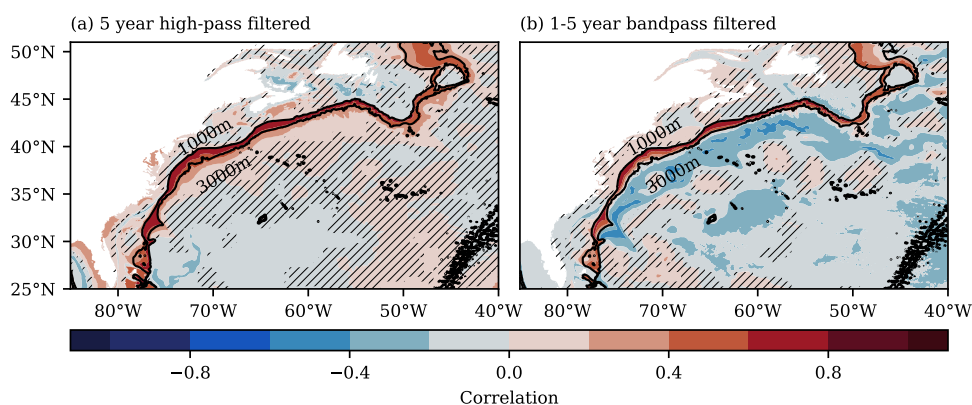 (a) 5 year high-pass filtered
(b) 1-5 year bandpass filtered
50°N
45°N
40°N
35°N
30°N
25°N
1000m
3000m
1000m
3000m
80°W 70°W 60°W 50°W 40°W
80°W 70°W 60°W 50°W 40°W
−0.8 −0.4 0.0 0.4 0.8
Correlation